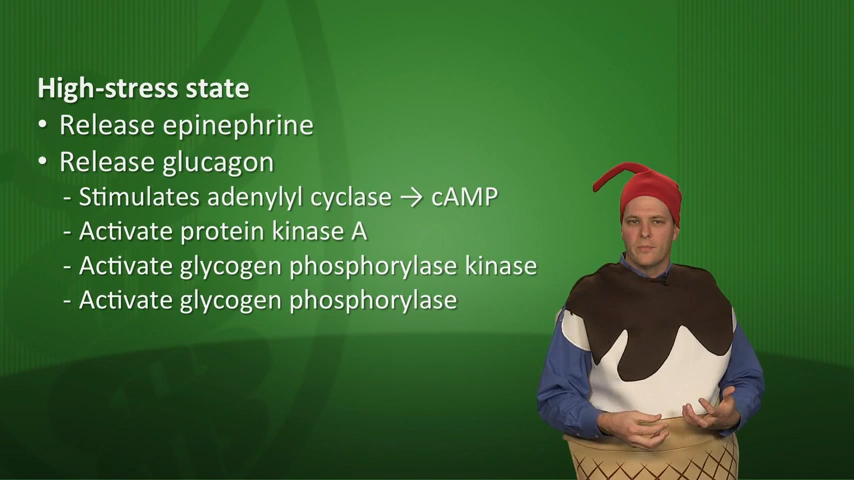 High-stress state
• Release epinephrine
• Release glucagon
- Stimulates adenylyl cyclase → cAMP
- Activate protein kinase A
- Activate glycogen phosphorylase kinase
- Activate glycogen phosphorylase